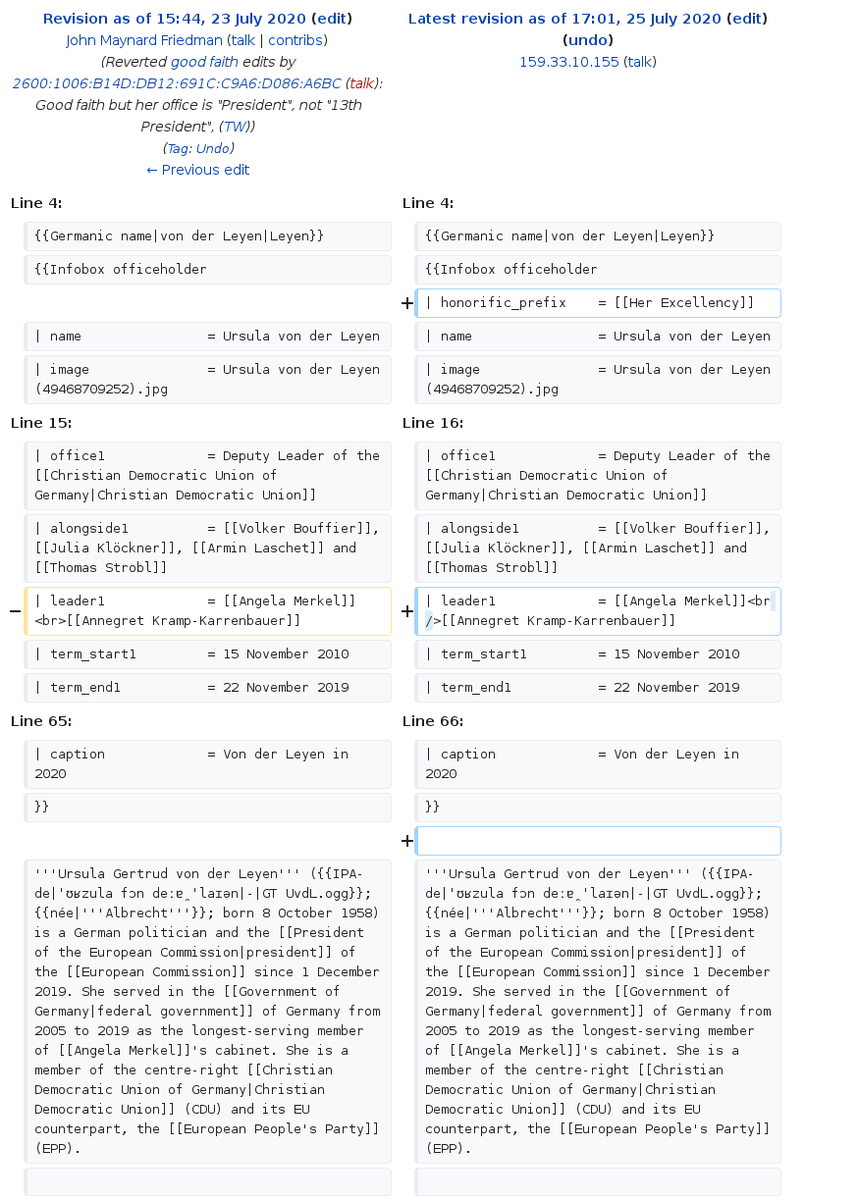 Revision as of 15:44, 23 July 2020 (edit)
John Maynard Friedman (talk | contribs)
(Reverted good faith edits by
2600:1006:B14D:DB12:691C:C9A6:D086:A6BC (talk):
Good faith but her office is "President", not "13th
President", (TW))
(Tag: Undo)
← Previous edit
Latest revision as of 17:01, 25 July 2020 (edit)
(undo)
159.33.10.155 (talk)
Line 4:
Line 4:
{{Germanic name|von der Leyen|Leyen}}
{{Germanic name|von der Leyen|Leyen}}
{{Infobox officeholder
{{Infobox officeholder
+ | honorific_prefix = [[Her Excellency]]
| name = Ursula von der Leyen
| name = Ursula von der Leyen
| image = Ursula von der Leyen
(49468709252).jpg
| image = Ursula von der Leyen
(49468709252).jpg
Line 15:
Line 16:
| office1 = Deputy Leader of the
[[Christian Democratic Union of
Germany|Christian Democratic Union]]
| office1 = Deputy Leader of the
[[Christian Democratic Union of
Germany|Christian Democratic Union]]
| alongside1 = [[Volker Bouffier]],
[[Julia Klöckner]], [[Armin Laschet]] and
[[Thomas Strobl]]
| alongside1 = [[Volker Bouffier]],
[[Julia Klöckner]], [[Armin Laschet]] and
[[Thomas Strobl]]
− | leader1 = [[Angela Merkel]]
<br>[[Annegret Kramp-Karrenbauer]]
+ | leader1 = [[Angela Merkel]]<br
/>[[Annegret Kramp-Karrenbauer]]
| term_start1 = 15 November 2010
| term_start1 = 15 November 2010
| term_end1 = 22 November 2019
| term_end1 = 22 November 2019
Line 65:
Line 66:
| caption = Von der Leyen in
2020
| caption = Von der Leyen in
2020
}}
}}
+
'''Ursula Gertrud von der Leyen''' ({{IPA-
de|ˈʊʁzula fɔn deːɐ̯ ˈlaɪən|-|GT UvdL.ogg}};
{{née|'''Albrecht'''}}; born 8 October 1958)
is a German politician and the [[President
of the European Commission|president]] of
the [[European Commission]] since 1 December
2019. She served in the [[Government of
Germany|federal government]] of Germany from
2005 to 2019 as the longest-serving member
of [[Angela Merkel]]'s cabinet. She is a
member of the centre-right [[Christian
Democratic Union of Germany|Christian
Democratic Union]] (CDU) and its EU
counterpart, the [[European People's Party]]
(EPP).
'''Ursula Gertrud von der Leyen''' ({{IPA-
de|ˈʊʁzula fɔn deːɐ̯ ˈlaɪən|-|GT UvdL.ogg}};
{{née|'''Albrecht'''}}; born 8 October 1958)
is a German politician and the [[President
of the European Commission|president]] of
the [[European Commission]] since 1 December
2019. She served in the [[Government of
Germany|federal government]] of Germany from
2005 to 2019 as the longest-serving member
of [[Angela Merkel]]'s cabinet. She is a
member of the centre-right [[Christian
Democratic Union of Germany|Christian
Democratic Union]] (CDU) and its EU
counterpart, the [[European People's Party]]
(EPP).